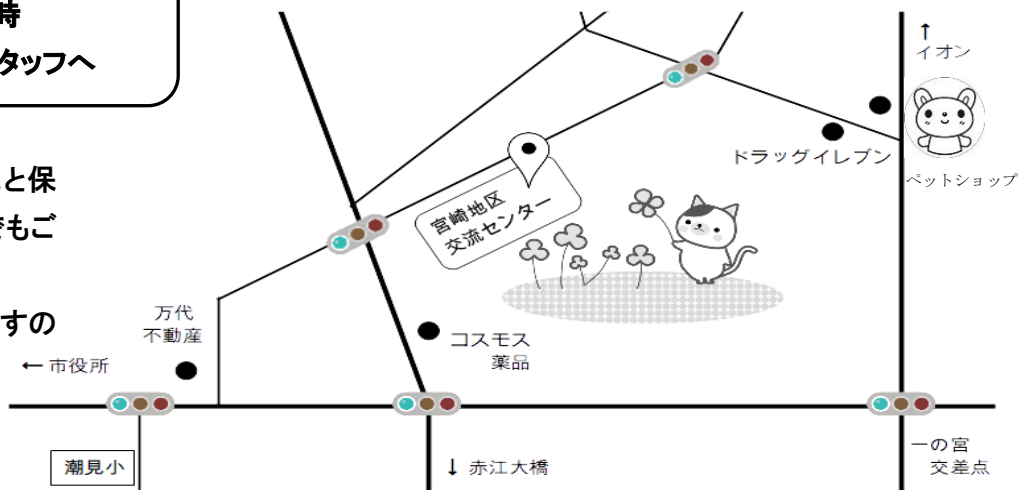 時
タッフへ
と保
でもご
すの
↑
イオン
ドラッグイレブン
ペットショップ
宮崎地区
交流センター
万代
不動産
← 市役所
コスモス
薬品
潮見小
↓ 赤江大橋
一の宮
交差点